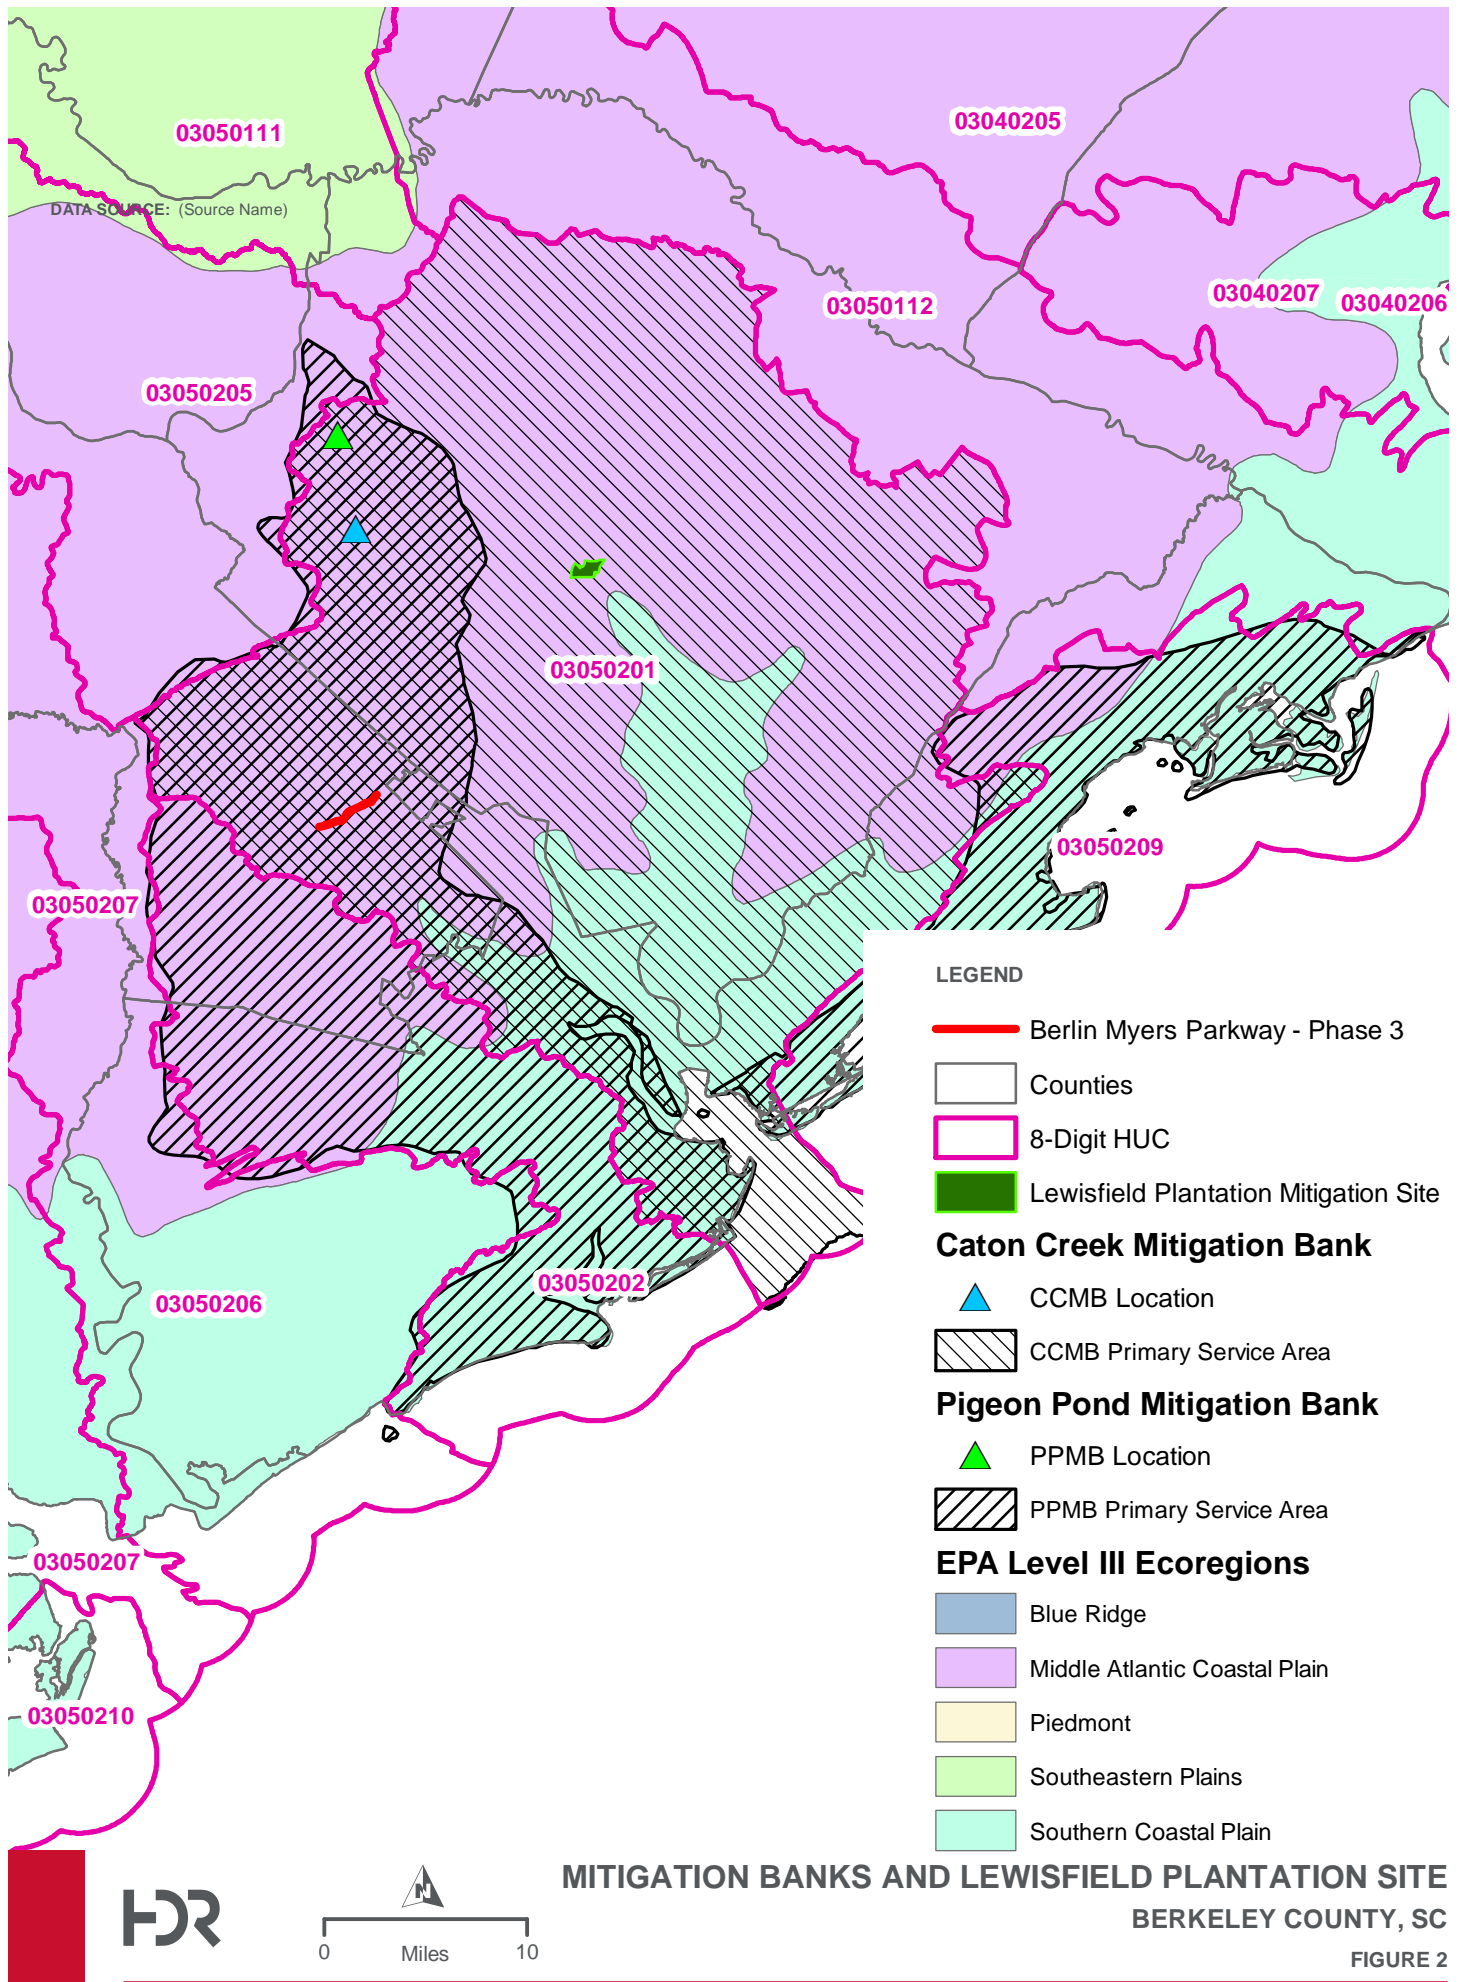 03050111
03040205
DATA SOURCE: (Source Name)
03040207
03040206
03050112
03050205
03050201
03050209
03050207
LEGEND
Berlin Myers Parkway - Phase 3
Counties
8-Digit HUC
Lewisfield Plantation Mitigation Site
Caton Creek Mitigation Bank
03050202
03050206
CCMB Location
CCMB Primary Service Area
Pigeon Pond Mitigation Bank
PPMB Location
PPMB Primary Service Area
03050207
EPA Level III Ecoregions
Blue Ridge
Middle Atlantic Coastal Plain
03050210
Piedmont
Southeastern Plains
Southern Coastal Plain
MITIGATION BANKS AND LEWISFIELD PLANTATION SITE
BERKELEY COUNTY, SC
FIGURE 2
HDR
N
0 Miles 10